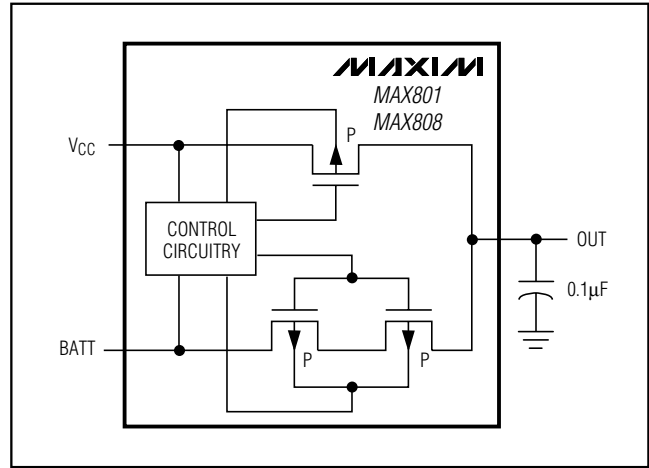 MAXIM
MAX801
MAX808
P
VCC
CONTROL
CIRCUITRY
OUT
0.1µF
BATT
P
P